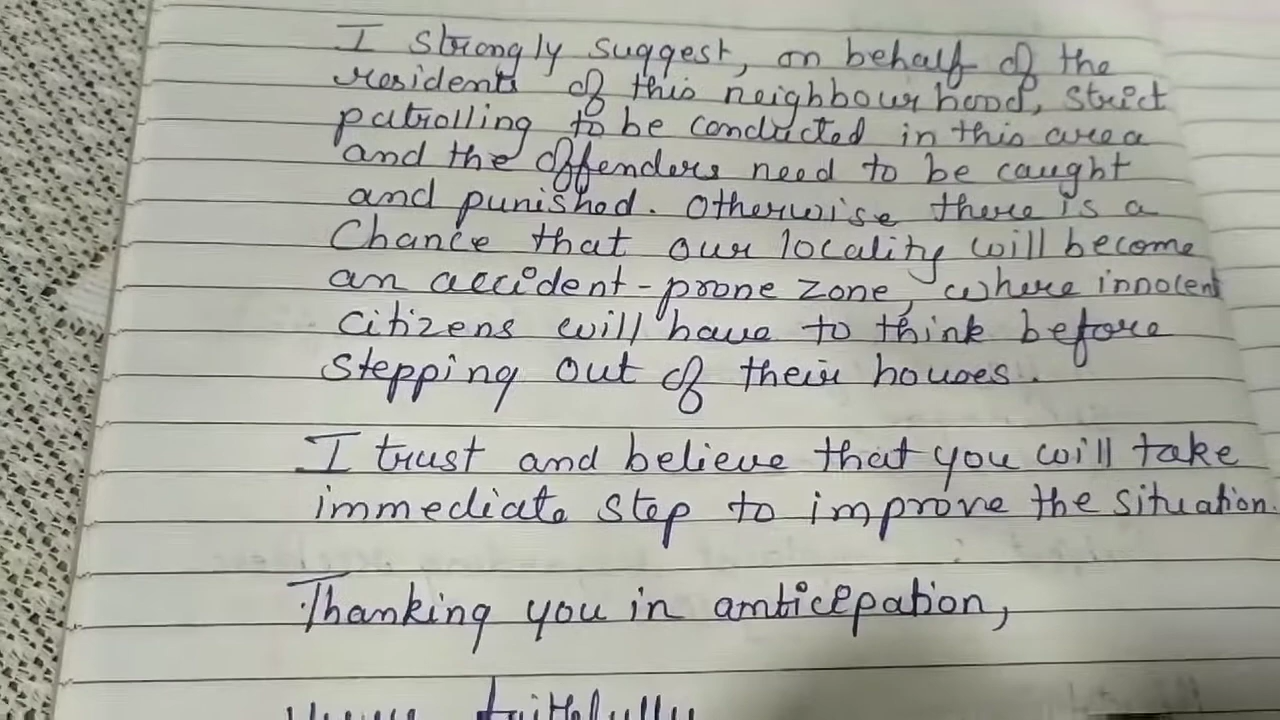 I strongly suggest, on behalf of the
residents of this neighbourhood, strict
patrolling to be conducted in this area
and the offenders need to be caught
and punished. Otherwise there is a
Chance that our locality will become
an accident-prone zone, where innocent
citizens will have to think before
stepping out of their houses.
I trust and believe that you will take
immediate step to improve the situation.
Thanking you in anticepation,
Yours faithfully